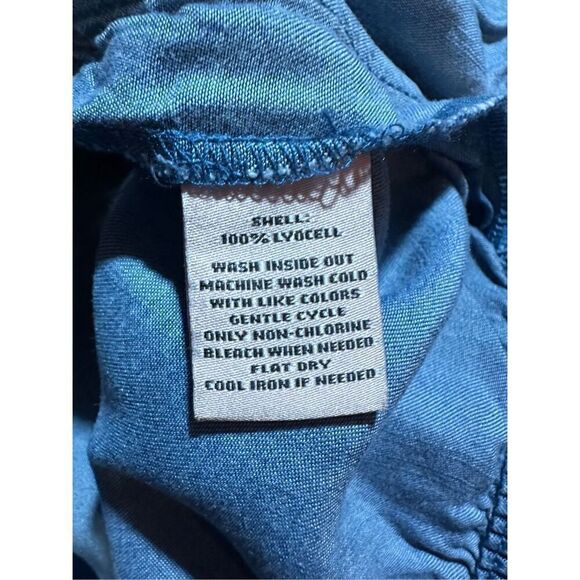 SHELL:
100% LYOCELL
WASH INSIDE OUT
MACHINE WASH COLD
WITH LIKE COLORS
GENTLE CYCLE
ONLY NON-CHLORINE
BLEACH WHEN NEEDED
FLAT DRY
COOL IRON IF NEEDED